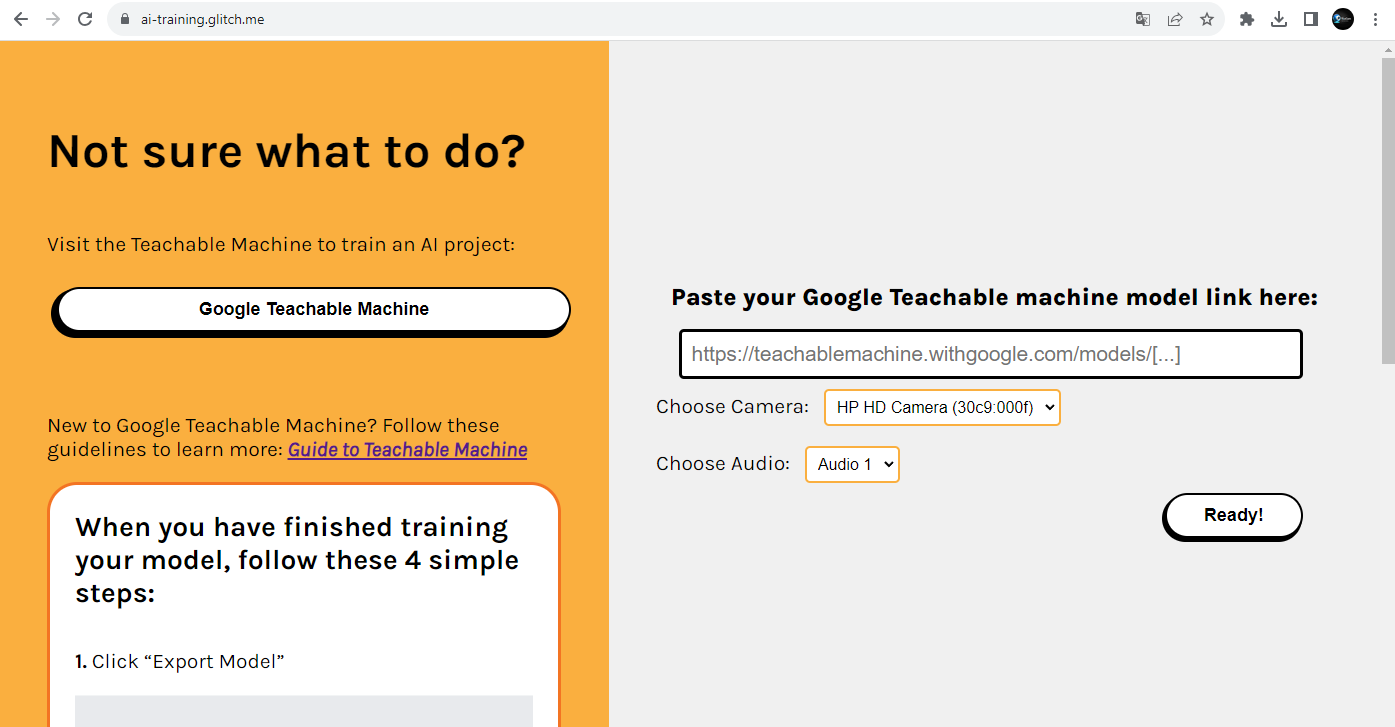 ai-training.glitch.me
Not sure what to do?
Visit the Teachable Machine to train an AI project:
Google Teachable Machine
New to Google Teachable Machine? Follow these
guidelines to learn more: Guide to Teachable Machine
When you have finished training
your model, follow these 4 simple
steps:
1. Click “Export Model”
Paste your Google Teachable machine model link here:
https://teachablemachine.withgoogle.com/models/[...]
Choose Camera: HP HD Camera (30c9:000f)
Choose Audio: Audio 1
Ready!